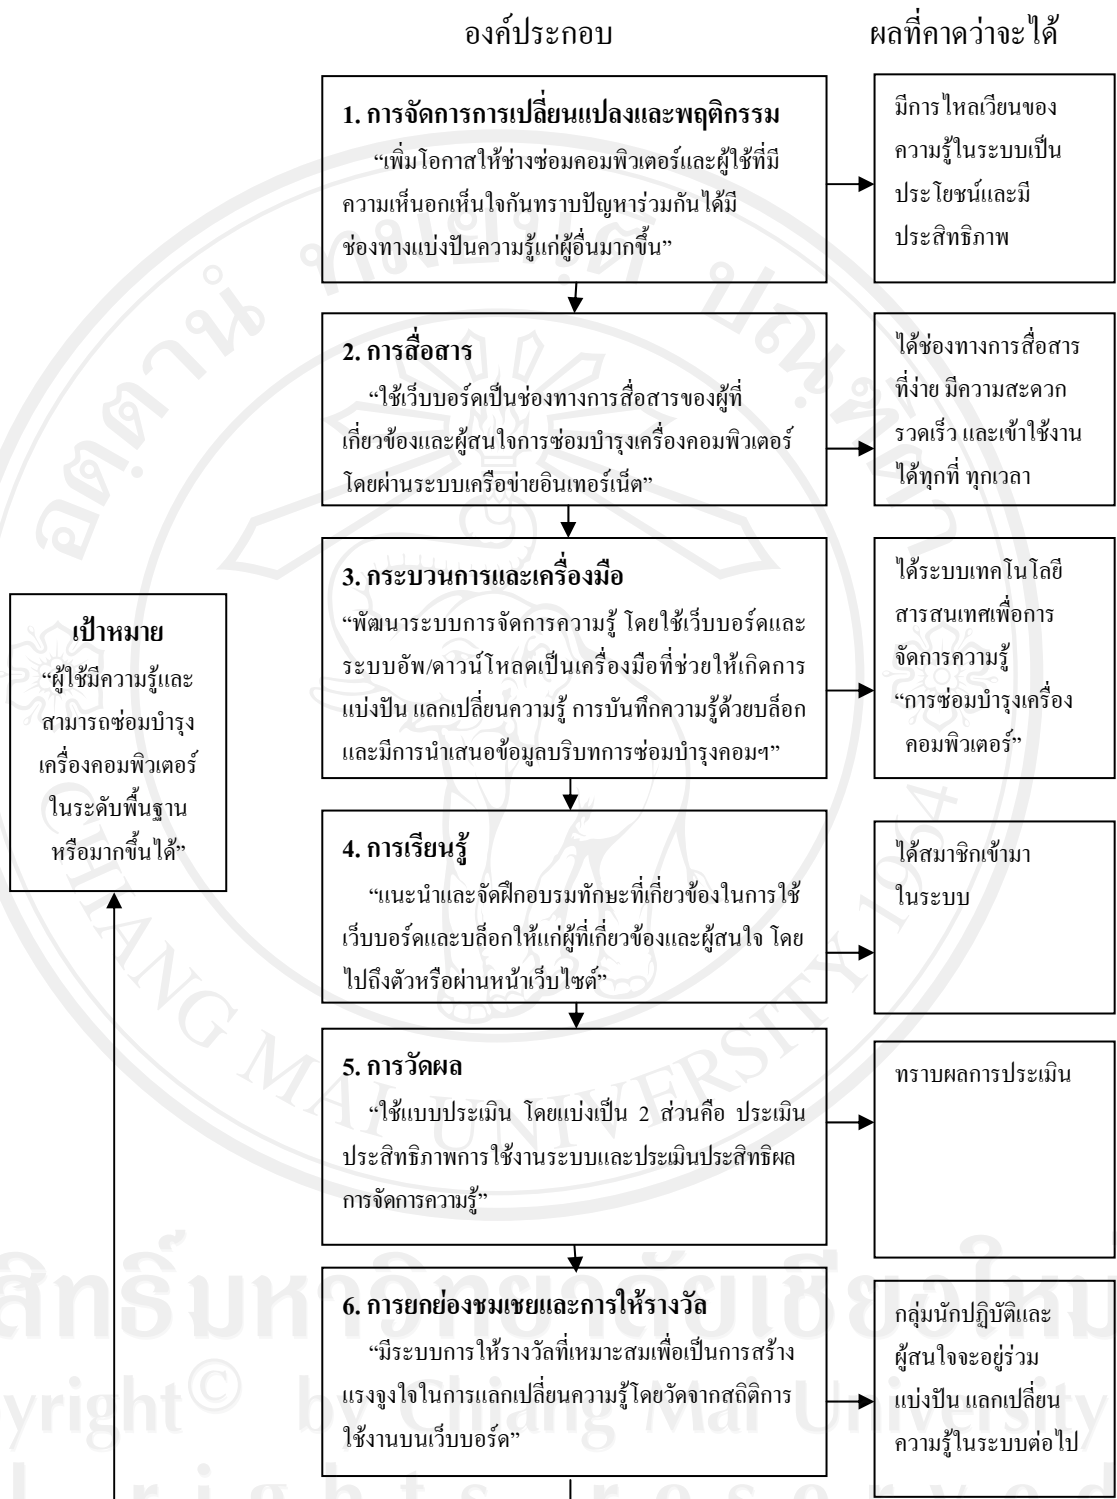 องค์ประกอบ
ผลที่คาดว่าจะได้
1. การจัดการการเปลี่ยนแปลงและพฤติกรรม
“เพิ่มโอกาสให้ช่างซ่อมคอมพิวเตอร์และผู้ใช้ที่มี
ความเห็นอกเห็นใจกันทราบปัญหาร่วมกันได้มี
ช่องทางแบ่งปันความรู้แก่ผู้อื่นมากขึ้น”
มีการไหลเวียนของ
ความรู้ในระบบเป็น
ประโยชน์และมี
ประสิทธิภาพ
2. การสื่อสาร
“ใช้เว็บบอร์ดเป็นช่องทางการสื่อสารของผู้ที่
เกี่ยวข้องและผู้สนใจการซ่อมบำรุงเครื่องคอมพิวเตอร์
โดยผ่านระบบเครือข่ายอินเทอร์เน็ต”
ได้ช่องทางการสื่อสาร
ที่ง่าย มีความสะดวก
รวดเร็ว และเข้าใช้งาน
ได้ทุกที่ ทุกเวลา
3. กระบวนการและเครื่องมือ
“พัฒนาระบบการจัดการความรู้ โดยใช้เว็บบอร์ดและ
ระบบอัพ/ดาวน์โหลดเป็นเครื่องมือที่ช่วยให้เกิดการ
แบ่งปัน แลกเปลี่ยนความรู้ การบันทึกความรู้ด้วยบล็อก
และมีการนำเสนอข้อมูลบริบทการซ่อมบำรุงคอมฯ”
ได้ระบบเทคโนโลยี
สารสนเทศเพื่อการ
จัดการความรู้
“การซ่อมบำรุงเครื่อง
คอมพิวเตอร์”
เป้าหมาย
“ผู้ใช้มีความรู้และ
สามารถซ่อมบำรุง
เครื่องคอมพิวเตอร์
ในระดับพื้นฐาน
หรือมากขึ้นได้”
4. การเรียนรู้
“แนะนำและจัดฝึกอบรมทักษะที่เกี่ยวข้องในการใช้
เว็บบอร์ดและบล็อกให้แก่ผู้ที่เกี่ยวข้องและผู้สนใจ โดย
ไปถึงตัวหรือผ่านหน้าเว็บไซต์”
ได้สมาชิกเข้ามา
ในระบบ
5. การวัดผล
“ใช้แบบประเมิน โดยแบ่งเป็น 2 ส่วนคือ ประเมิน
ประสิทธิภาพการใช้งานระบบและประเมินประสิทธิผล
การจัดการความรู้”
ทราบผลการประเมิน
6. การยกย่องชมเชยและการให้รางวัล
“มีระบบการให้รางวัลที่เหมาะสมเพื่อเป็นการสร้าง
แรงจูงใจในการแลกเปลี่ยนความรู้โดยวัดจากสถิติการ
ใช้งานบนเว็บบอร์ด”
กลุ่มนักปฏิบัติและ
ผู้สนใจจะอยู่ร่วม
แบ่งปัน แลกเปลี่ยน
ความรู้ในระบบต่อไป
CHIANG MAI UNIVERSITY 1964
by Chiang Mai University